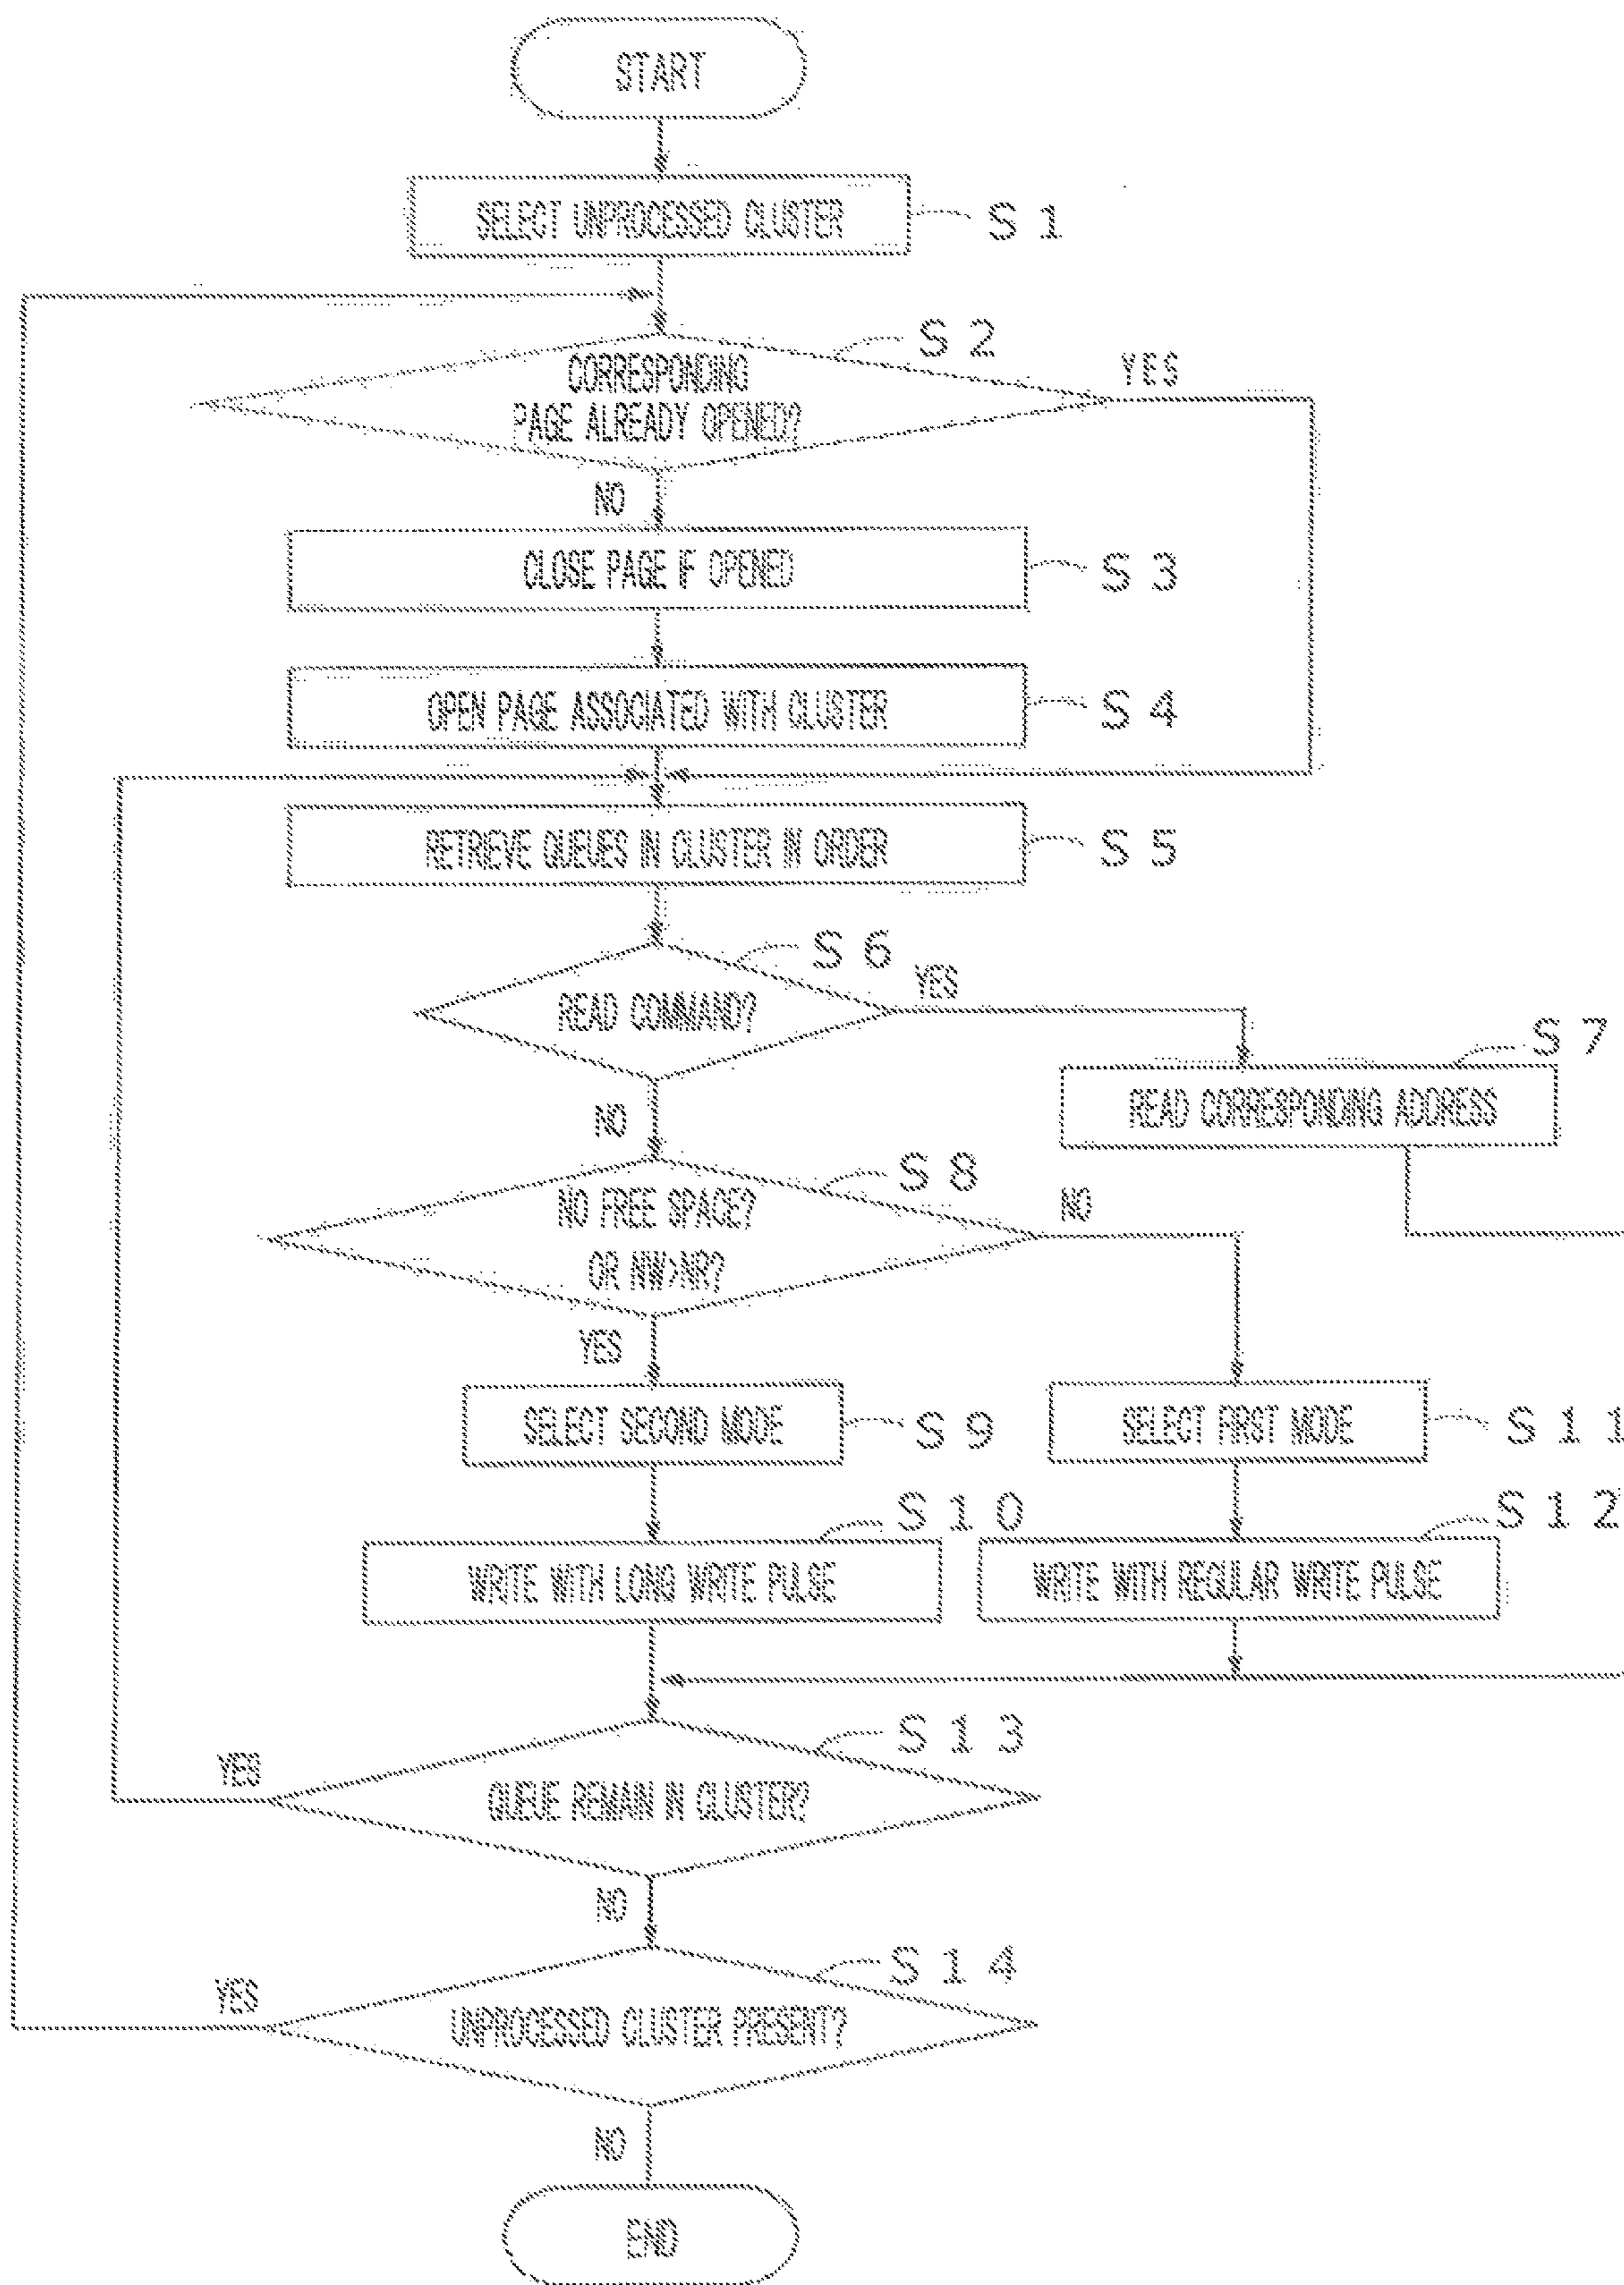 START
SELECT UNPROCESSED CLUSTER
S 1
S 2
CORRESPONDING
PAGE ALREADY OPENED?
YES
NO
CLOSE PAGE IF OPENED
S 3
OPEN PAGE ASSOCIATED WITH CLUSTER
S 4
RETRIEVE QUEUES IN CLUSTER IN ORDER
S 5
S 6
READ COMMAND?
YES
S 7
READ CORRESPONDING ADDRESS
NO
S 8
NO FREE SPACE?
OR NW>NR?
NO
YES
SELECT SECOND MODE
S 9
SELECT FIRST MODE
S 1 1
S 1 0
WRITE WITH LONG WRITE PULSE
S 1 2
WRITE WITH REGULAR WRITE PULSE
S 1 3
QUEUE REMAIN IN CLUSTER?
YES
NO
S 1 4
UNPROCESSED CLUSTER PRESENT?
YES
NO
END